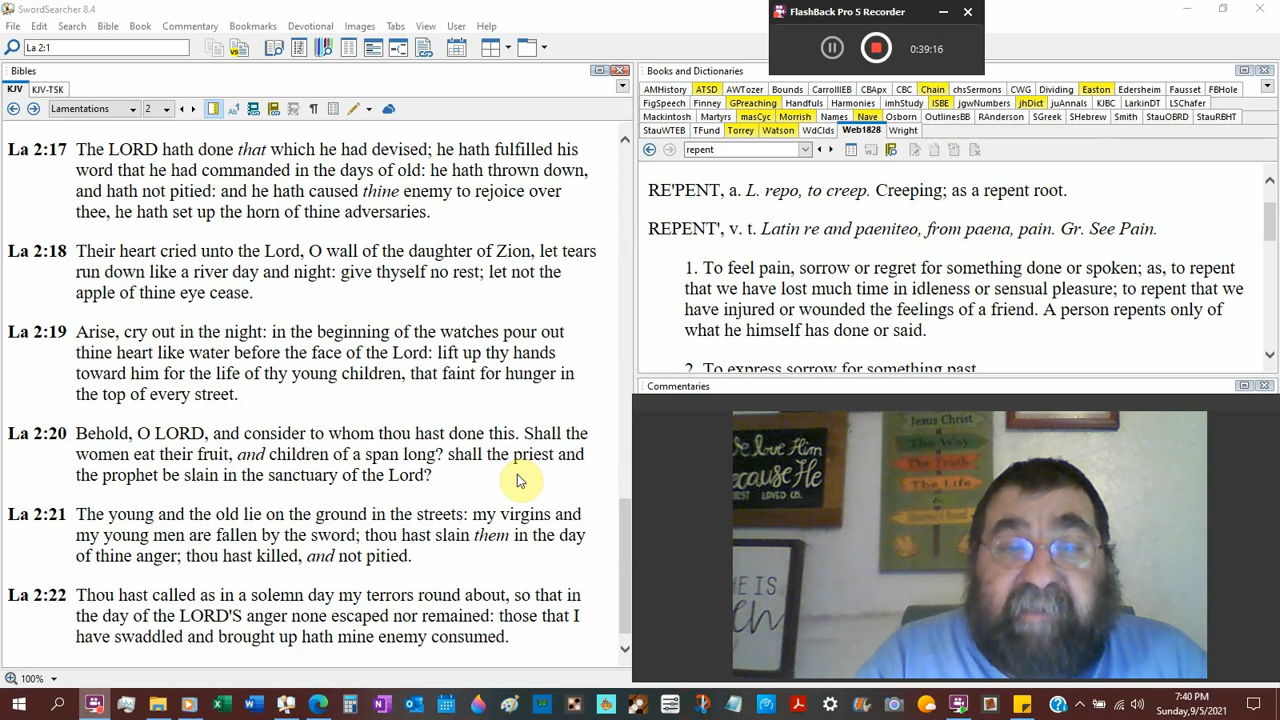 SwordSearcher 8.4
File Edit Search Bible Book Commentary Bookmarks Devotional Images Tabs View User Help
La 2:1
Bibles
KJV KJV-TSK
Lamentations 2
La 2:17 The LORD hath done that which he had devised; he hath fulfilled his
word that he had commanded in the days of old: he hath thrown down,
and hath not pitied: and he hath caused thine enemy to rejoice over
thee, he hath set up the horn of thine adversaries.
La 2:18 Their heart cried unto the Lord, O wall of the daughter of Zion, let tears
run down like a river day and night: give thyself no rest; let not the
apple of thine eye cease.
La 2:19 Arise, cry out in the night: in the beginning of the watches pour out
thine heart like water before the face of the Lord: lift up thy hands
toward him for the life of thy young children, that faint for hunger in
the top of every street.
La 2:20 Behold, O LORD, and consider to whom thou hast done this. Shall the
women eat their fruit, and children of a span long? shall the priest and
the prophet be slain in the sanctuary of the Lord?
La 2:21 The young and the old lie on the ground in the streets: my virgins and
my young men are fallen by the sword; thou hast slain them in the day
of thine anger; thou hast killed, and not pitied.
La 2:22 Thou hast called as in a solemn day my terrors round about, so that in
the day of the LORD'S anger none escaped nor remained: those that I
have swaddled and brought up hath mine enemy consumed.
100%
FlashBack Pro 5 Recorder
0:39:16
Books and Dictionaries
AMHistory ATSD AWTozer Bounds CarrollIEB CBApx CBC Chain chsSermons CWG Dividing Easton Edersheim Fausset FBHole
FigSpeech Finney GPreaching Handfuls Harmonies imhStudy ISBE jgwNumbers jhDict juAnnals KJBC LarkinDT LSChafer
Mackintosh Martyrs masCyc Morrish Names Nave Osborn OutlinesBB RAnderson SGreek SHebrew Smith StauOBRD StauRBHT
StauWTEB TFund Torrey Watson WdClds Web1828 Wright
repent
RE'PENT, a. L. repo, to creep. Creeping; as a repent root.
REPENT', v. t. Latin re and paeniteo, from paena, pain. Gr. See Pain.
1. To feel pain, sorrow or regret for something done or spoken; as, to repent
that we have lost much time in idleness or sensual pleasure; to repent that we
have injured or wounded the feelings of a friend. A person repents only of
what he himself has done or said.
2. To express sorrow for something past.
Commentaries
We love Him
because He
FIRST LOVED US.
Jesus Christ
The Way
The Truth
The Life
HE IS
7:40 PM
Sunday,9/5/2021